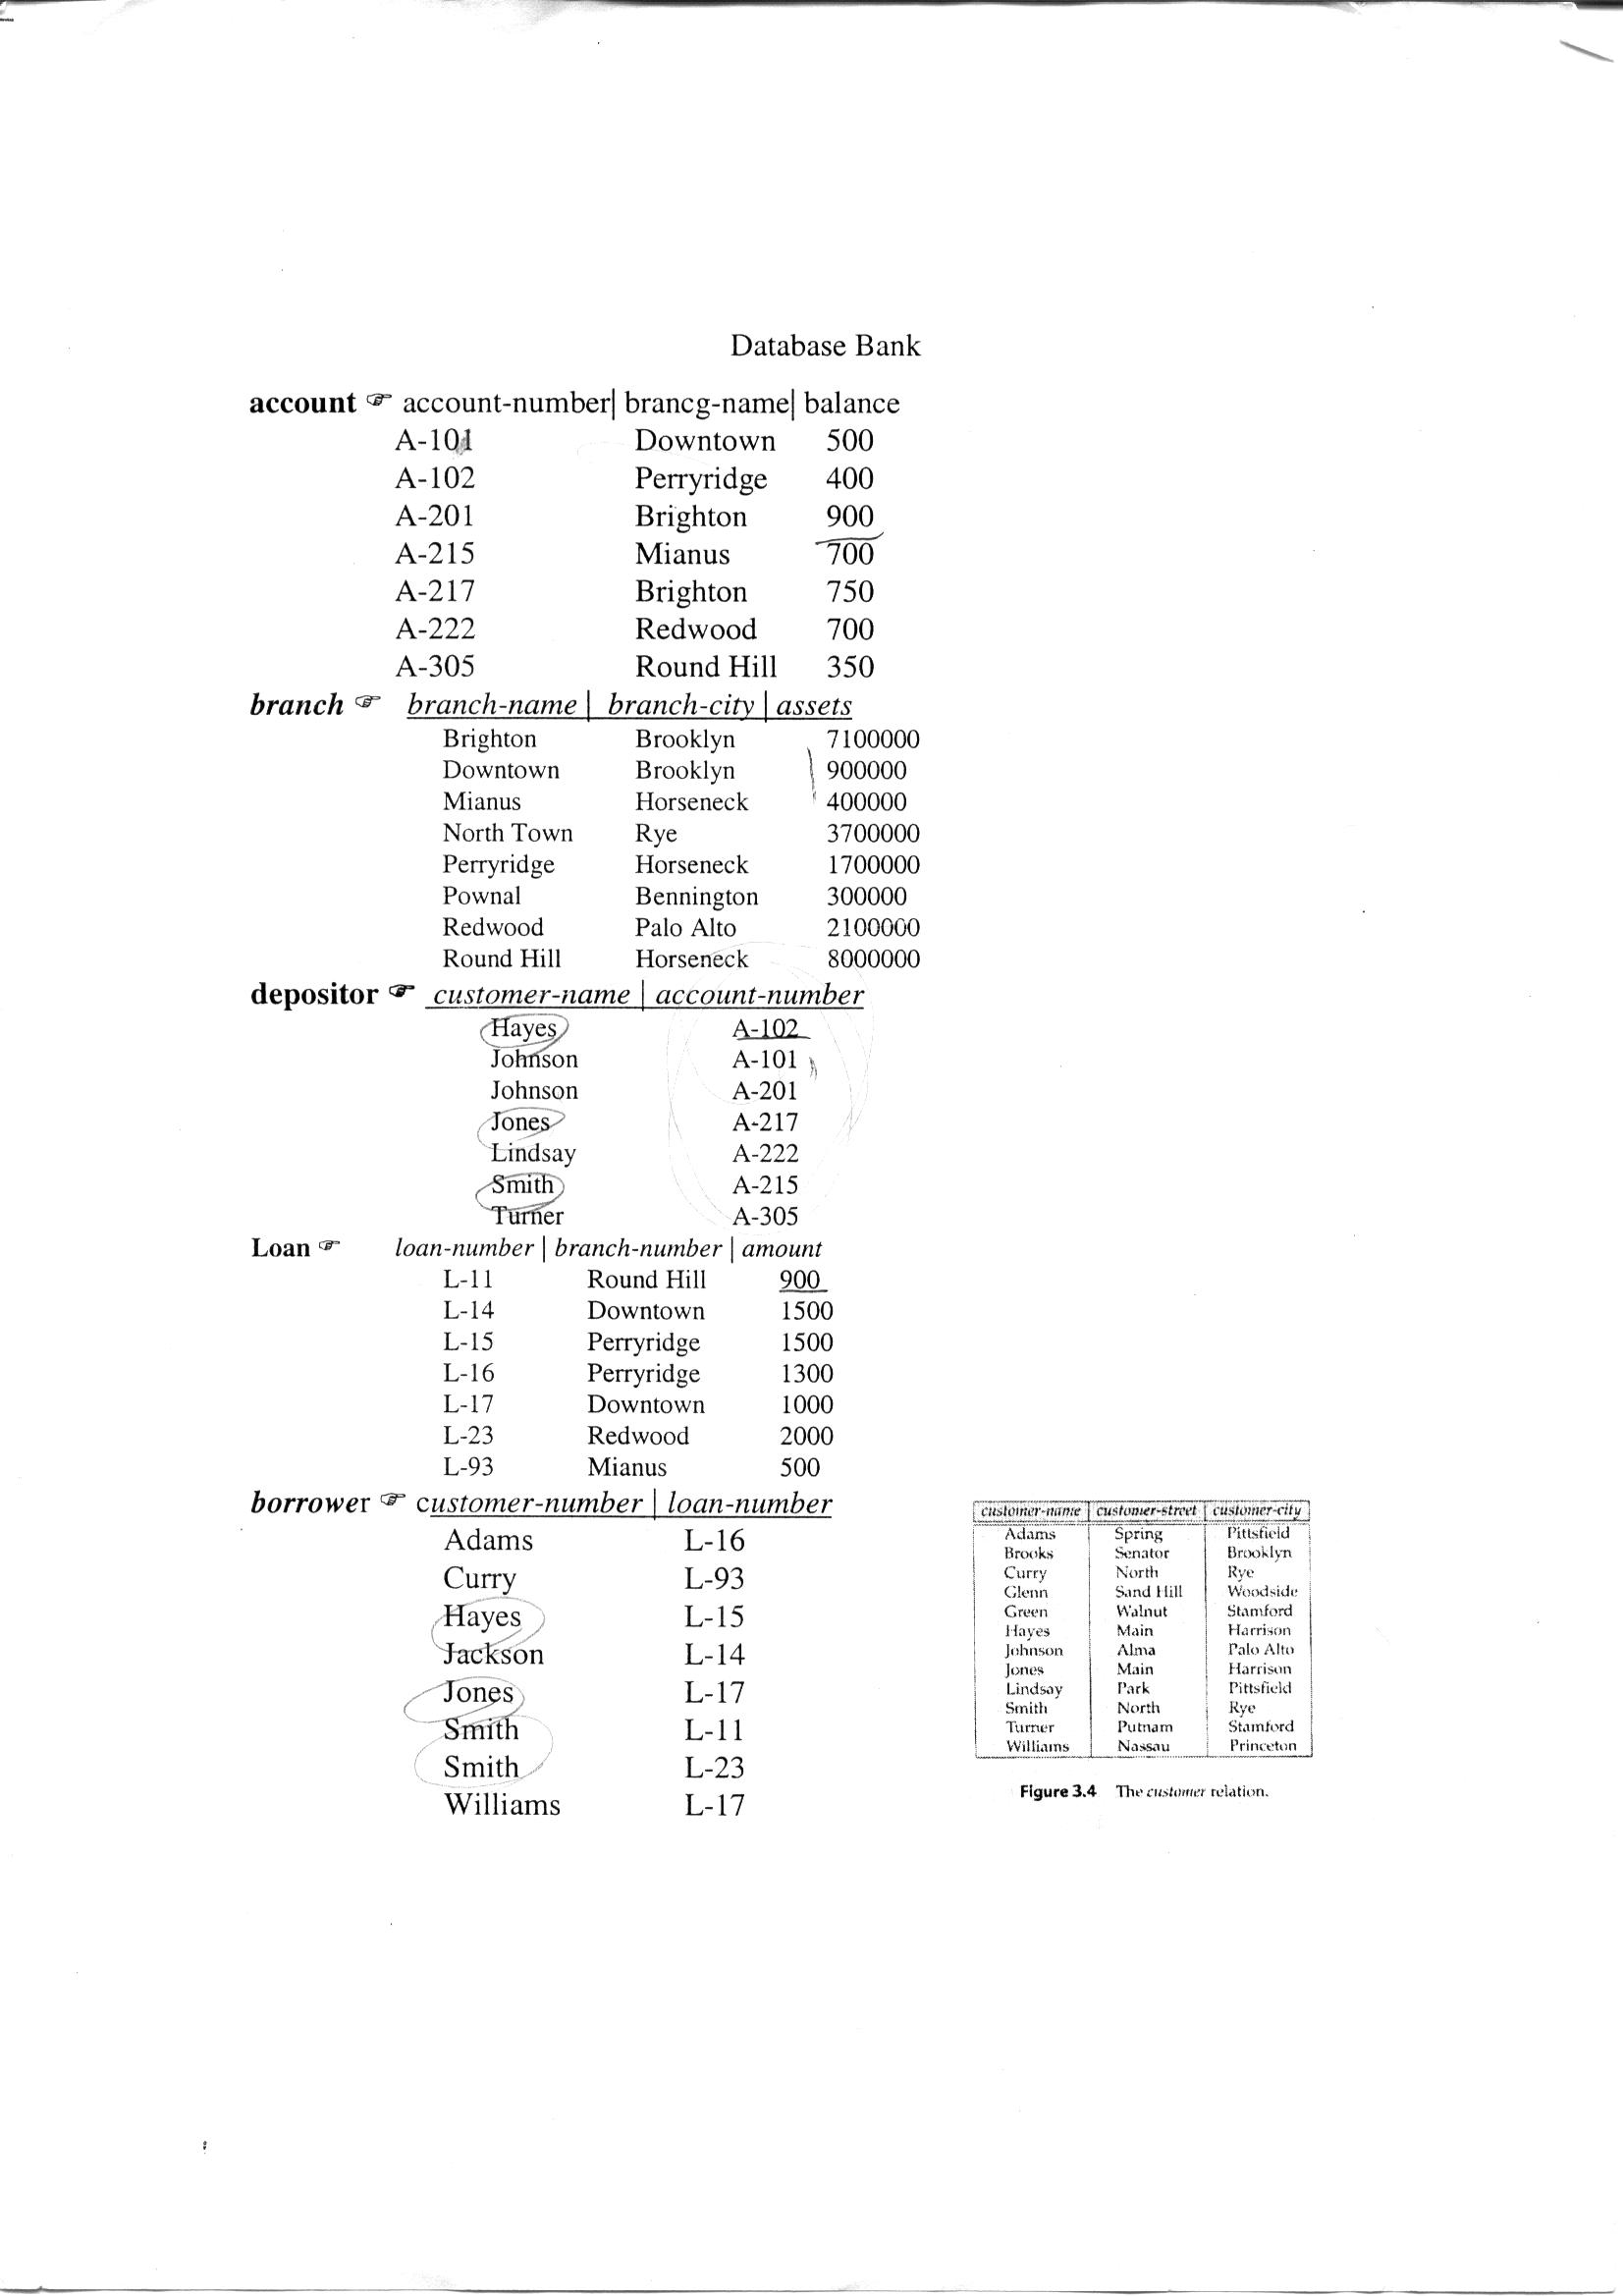 Database Bank
account ☞ account-number| brancg-name| balance
A-101 Downtown 500
A-102 Perryridge 400
A-201 Brighton 900
A-215 Mianus 700
A-217 Brighton 750
A-222 Redwood 700
A-305 Round Hill 350
branch ☞ branch-name | branch-city | assets
Brighton Brooklyn 7100000
Downtown Brooklyn 900000
Mianus Horseneck 400000
North Town Rye 3700000
Perryridge Horseneck 1700000
Pownal Bennington 300000
Redwood Palo Alto 2100000
Round Hill Horseneck 8000000
depositor ☞ customer-name | account-number
Hayes A-102
Johnson A-101
Johnson A-201
Jones A-217
Lindsay A-222
Smith A-215
Turner A-305
Loan ☞ loan-number | branch-number | amount
L-11 Round Hill 900
L-14 Downtown 1500
L-15 Perryridge 1500
L-16 Perryridge 1300
L-17 Downtown 1000
L-23 Redwood 2000
L-93 Mianus 500
borrower ☞ customer-number | loan-number
Adams L-16
Curry L-93
Hayes L-15
Jackson L-14
Jones L-17
Smith L-11
Smith L-23
Williams L-17
customer-name customer-street customer-city
Adams Spring Pittsfield
Brooks Senator Brooklyn
Curry North Rye
Glenn Sand Hill Woodside
Green Walnut Stamford
Hayes Main Harrison
Johnson Alma Palo Alto
Jones Main Harrison
Lindsay Park Pittsfield
Smith North Rye
Turner Putnam Stamford
Williams Nassau Princeton
Figure 3.4 The customer relation.